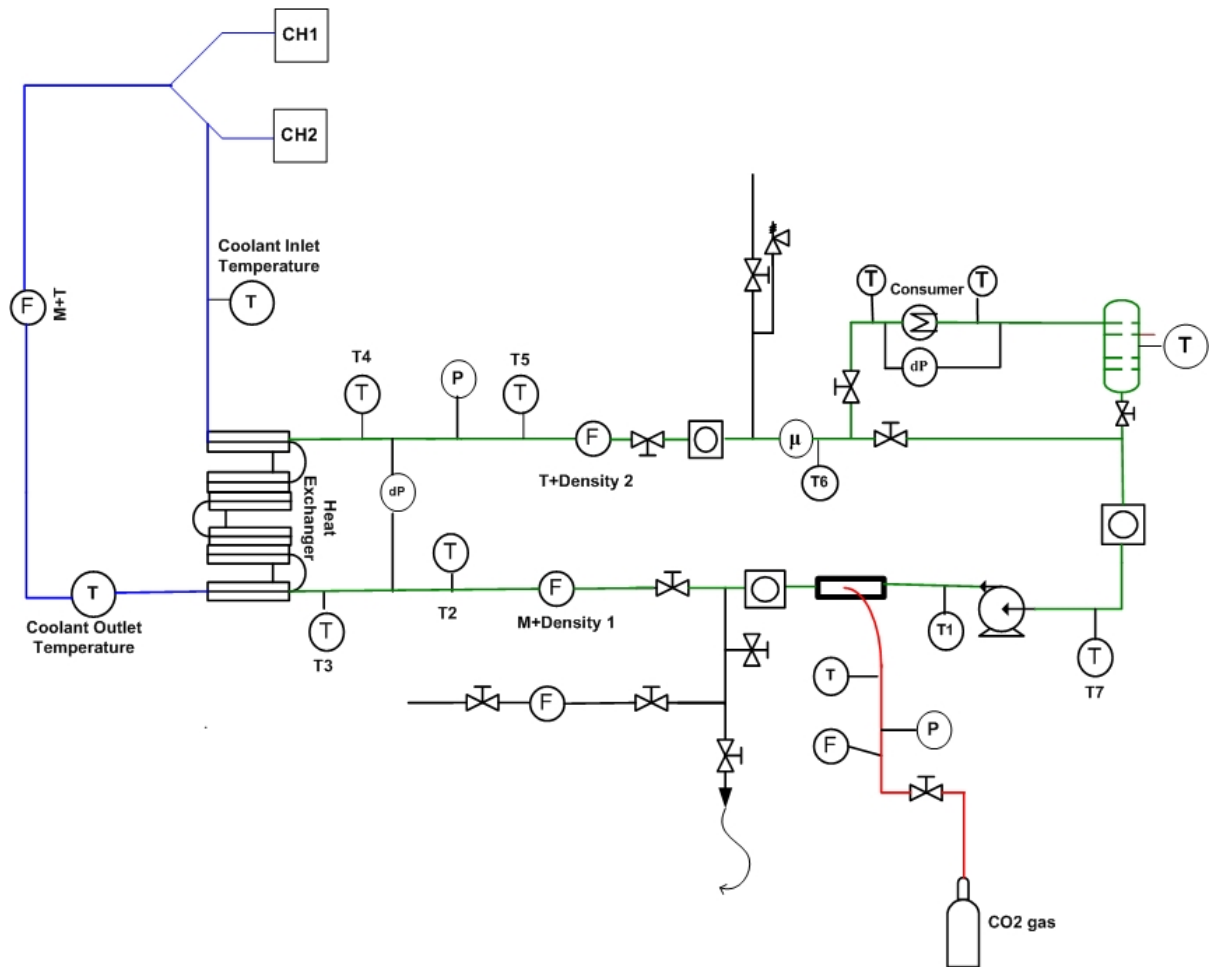 CH1
CH2
Coolant Inlet
Temperature
T
F
M+T
T4
T
P
T5
T
F
T+Density 2
dP
Heat
Exchanger
µ
T6
T
Consumer
T
dP
T
T
Coolant Outlet
Temperature
T
T3
T
T2
F
M+Density 1
T1
T
T7
F
T
P
F
CO2 gas